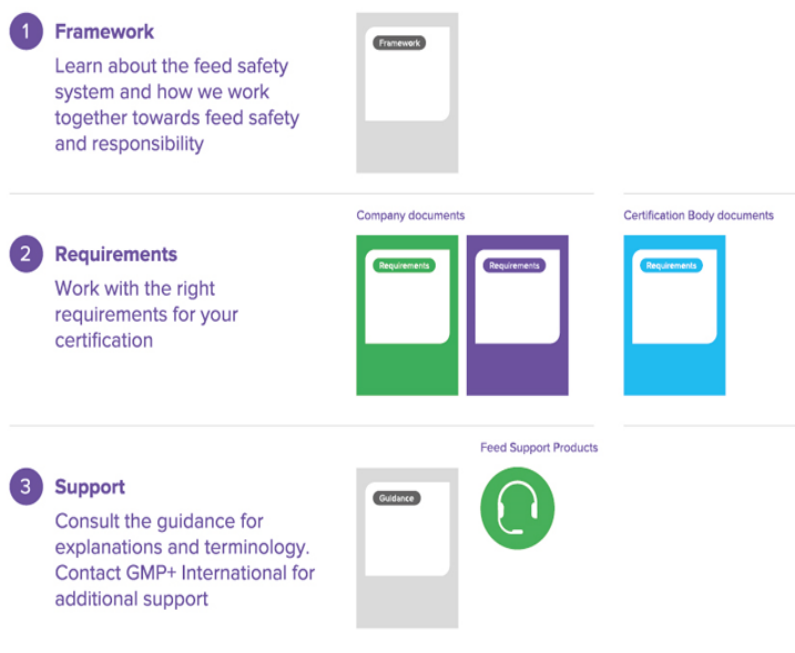 1 Framework
Learn about the feed safety
system and how we work
together towards feed safety
and responsibility
Framework
Company documents
Certification Body documents
2 Requirements
Work with the right
requirements for your
certification
Requirements
Requirements
Requirements
Feed Support Products
3 Support
Consult the guidance for
explanations and terminology.
Contact GMP+ International for
additional support
Guidance